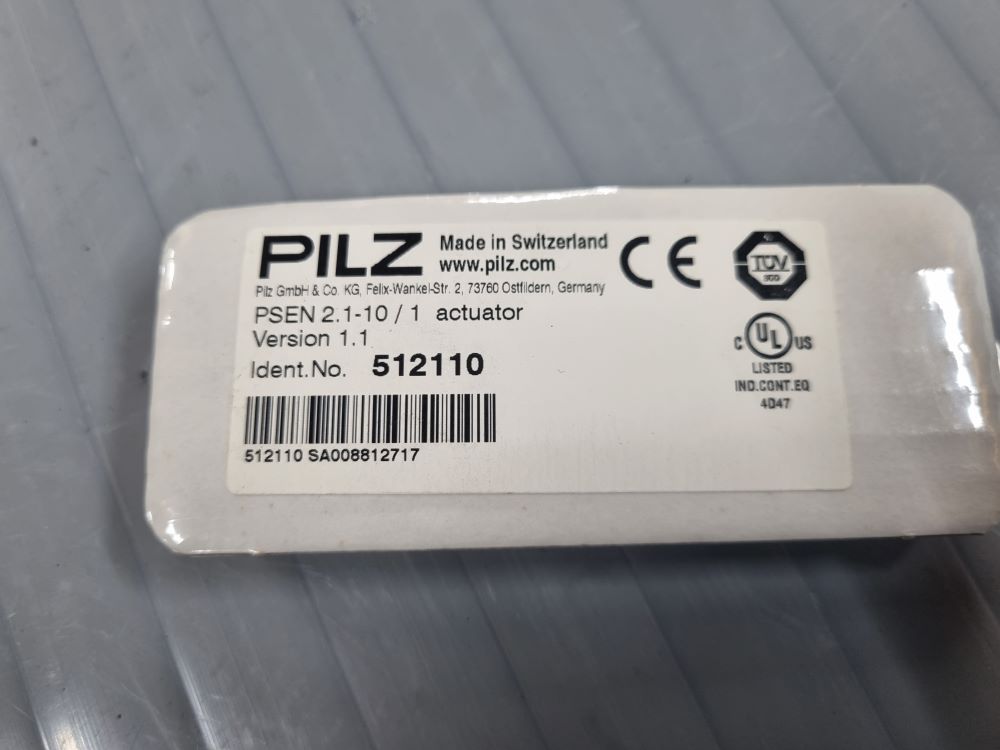 PILZ
Made in Switzerland
www.pilz.com
Pilz GmbH & Co. KG, Felix-Wankel-Str. 2, 73760 Ostfildern, Germany
PSEN 2.1-10 / 1 actuator
Version 1.1
Ident.No. 512110
512110 SA008812717
CE
TÜV
C UL US
LISTED
IND.CONT.EQ
4D47